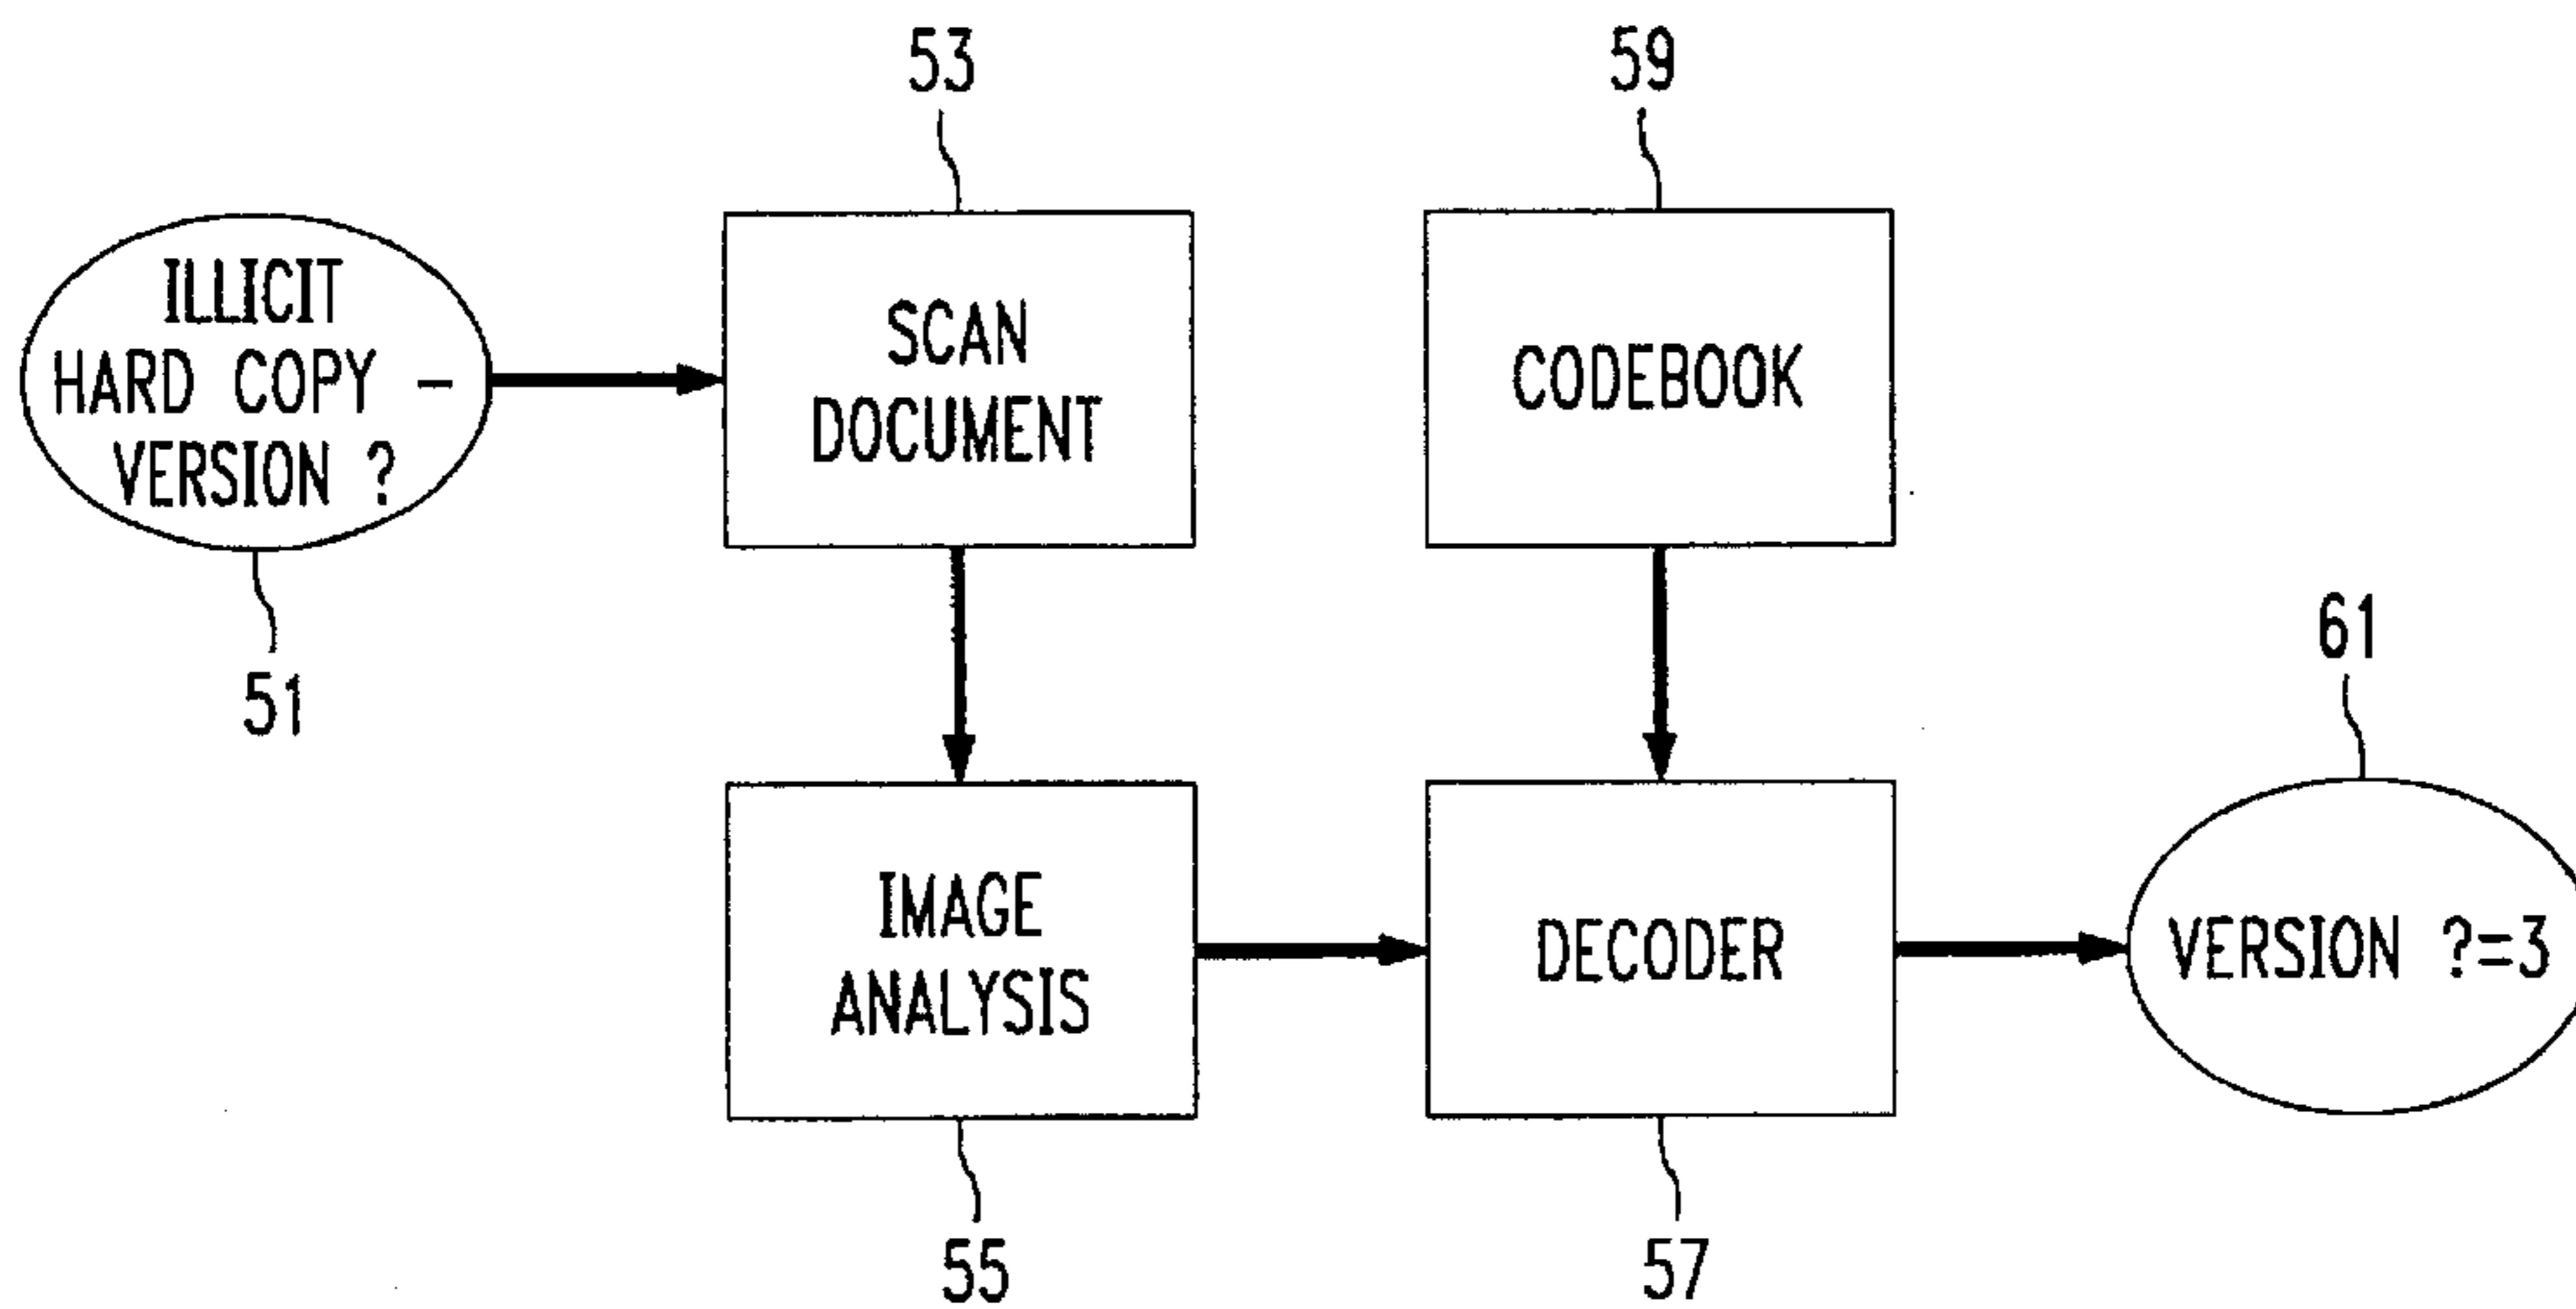 53
59
ILLICIT
HARD COPY -
VERSION ?
SCAN
DOCUMENT
CODEBOOK
51
61
IMAGE
ANALYSIS
DECODER
VERSION ?=3
55
57